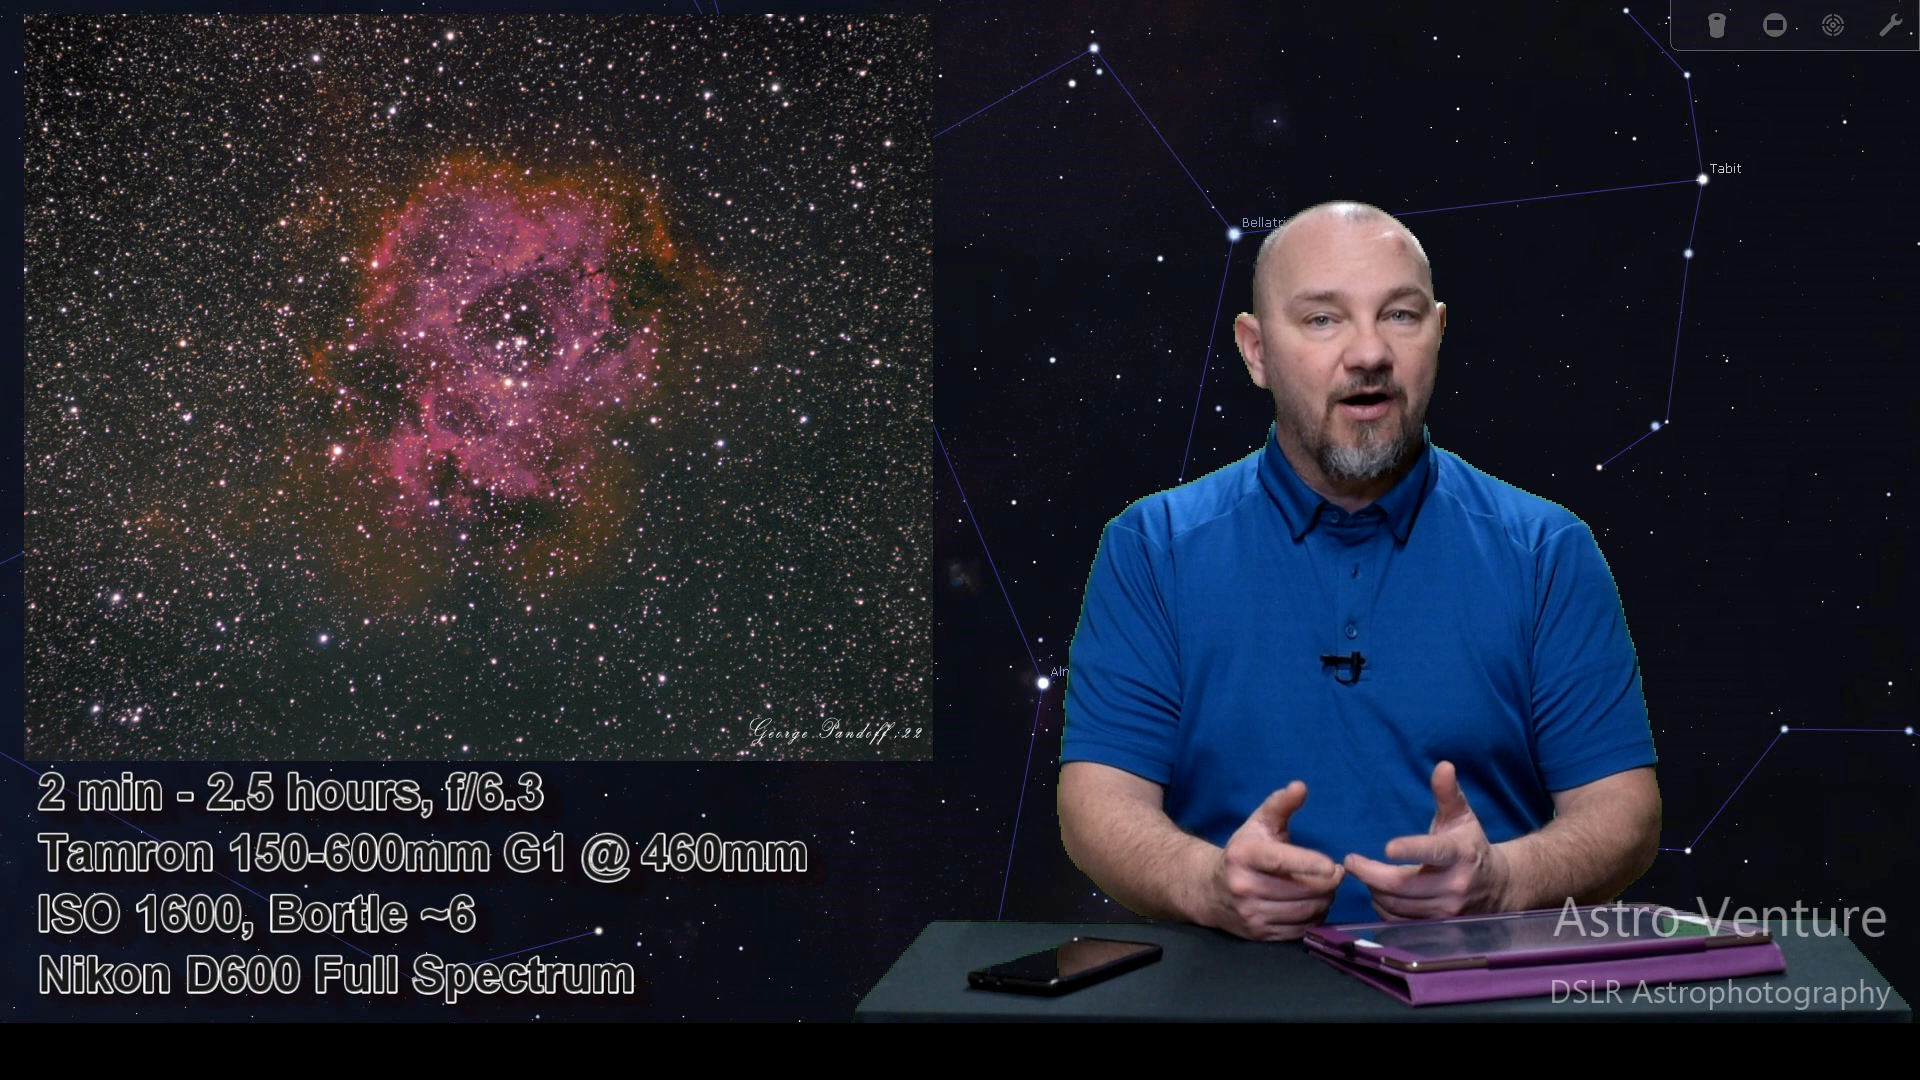 Tabit
George Pandoff '22
2 min - 2.5 hours, f/6.3
Tamron 150-600mm G1 @ 460mm
ISO 1600, Bortle ~6
Nikon D600 Full Spectrum
Astro Venture
DSLR Astrophotography